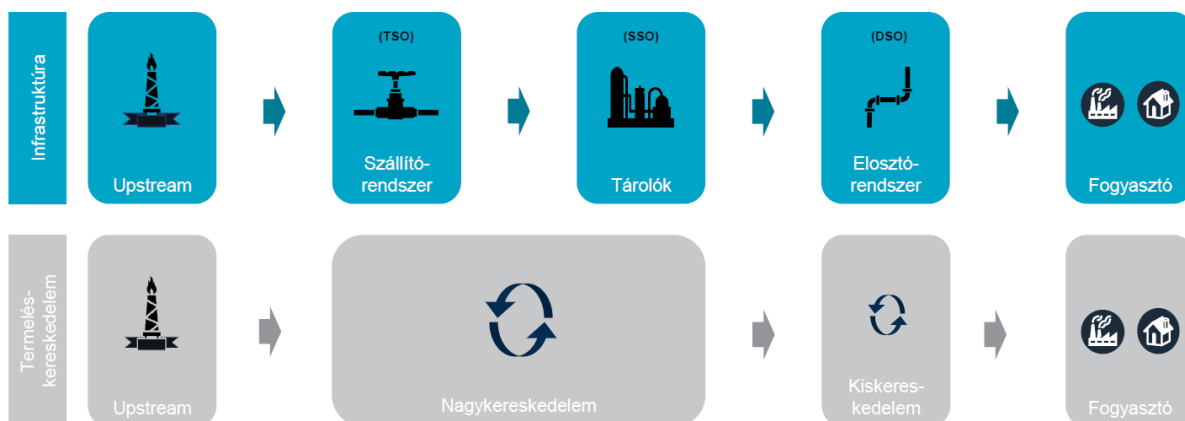 Infrastruktúra
Upstream
(TSO)
Szállító-
rendszer
(SSO)
Tárolók
(DSO)
Elosztó-
rendszer
Fogyasztó
Termelés-
kereskedelem
Upstream
Nagykereskedelem
Kiskeres-
kedelem
Fogyasztó